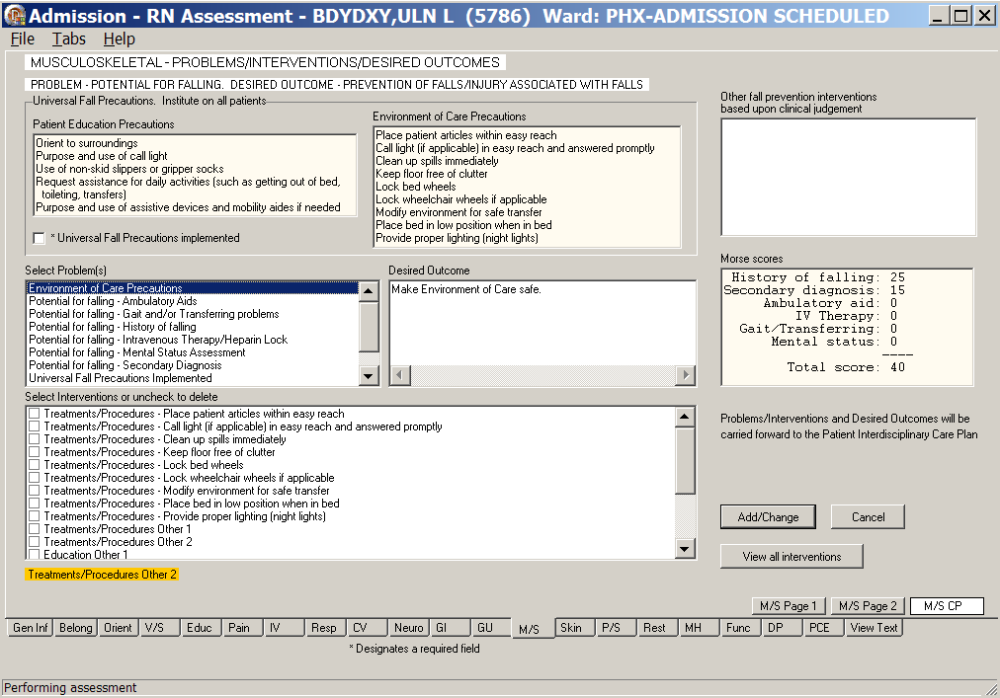 Admission - RN Assessment - BDYDXY,ULN L (5786) Ward: PHX-ADMISSION SCHEDULED
File Tabs Help
MUSCULOSKELETAL - PROBLEMS/INTERVENTIONS/DESIRED OUTCOMES
PROBLEM - POTENTIAL FOR FALLING. DESIRED OUTCOME - PREVENTION OF FALLS/INJURY ASSOCIATED WITH FALLS
Universal Fall Precautions. Institute on all patients
Patient Education Precautions
Orient to surroundings
Purpose and use of call light
Use of non-skid slippers or gripper socks
Request assistance for daily activities (such as getting out of bed,
toileting, transfers)
Purpose and use of assistive devices and mobility aides if needed
* Universal Fall Precautions implemented
Environment of Care Precautions
Place patient articles within easy reach
Call light (if applicable) in easy reach and answered promptly
Clean up spills immediately
Keep floor free of clutter
Lock bed wheels
Lock wheelchair wheels if applicable
Modify environment for safe transfer
Place bed in low position when in bed
Provide proper lighting (night lights)
Other fall prevention interventions
based upon clinical judgement
Select Problem(s)
Environment of Care Precautions
Potential for falling - Ambulatory Aids
Potential for falling - Gait and/or Transferring problems
Potential for falling - History of falling
Potential for falling - Intravenous Therapy/Heparin Lock
Potential for falling - Mental Status Assessment
Potential for falling - Secondary Diagnosis
Universal Fall Precautions Implemented
Desired Outcome
Make Environment of Care safe.
Morse scores
History of falling: 25
Secondary diagnosis: 15
Ambulatory aid: 0
IV Therapy: 0
Gait/Transferring: 0
Mental status: 0
----
Total score: 40
Select Interventions or uncheck to delete
Treatments/Procedures - Place patient articles within easy reach
Treatments/Procedures - Call light (if applicable) in easy reach and answered promptly
Treatments/Procedures - Clean up spills immediately
Treatments/Procedures - Keep floor free of clutter
Treatments/Procedures - Lock bed wheels
Treatments/Procedures - Lock wheelchair wheels if applicable
Treatments/Procedures - Modify environment for safe transfer
Treatments/Procedures - Place bed in low position when in bed
Treatments/Procedures - Provide proper lighting (night lights)
Treatments/Procedures Other 1
Treatments/Procedures Other 2
Education Other 1
Treatments/Procedures Other 2
Problems/Interventions and Desired Outcomes will be
carried forward to the Patient Interdisciplinary Care Plan
Add/Change Cancel
View all interventions
M/S Page 1 M/S Page 2 M/S CP
Gen Inf Belong Orient V/S Educ Pain IV Resp CV Neuro GI GU M/S Skin P/S Rest MH Func DP PCE View Text
* Designates a required field
Performing assessment